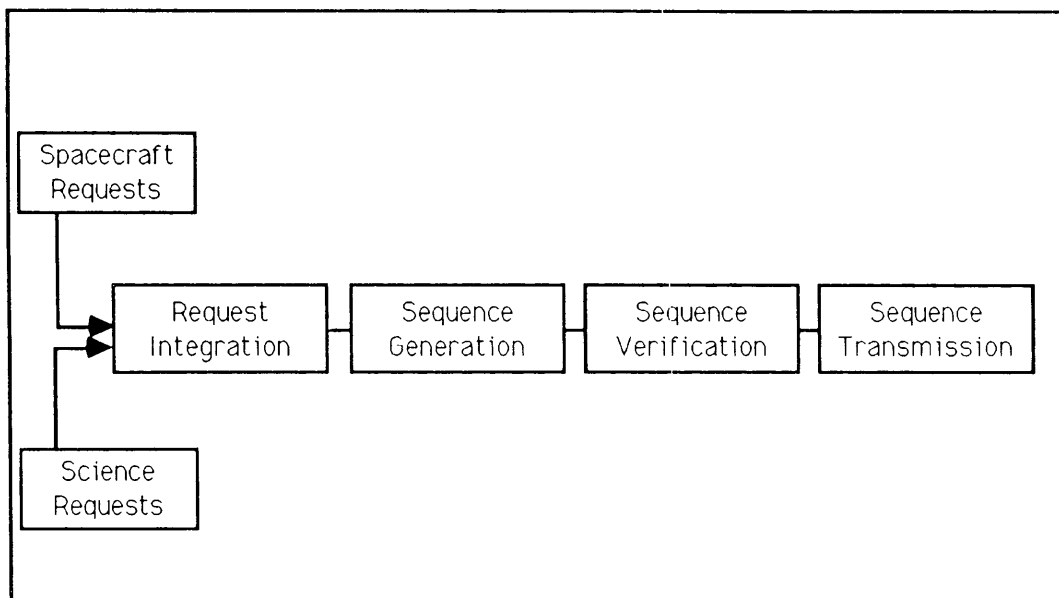 Spacecraft
Requests
Request
Integration
Sequence
Generation
Sequence
Verification
Sequence
Transmission
Science
Requests